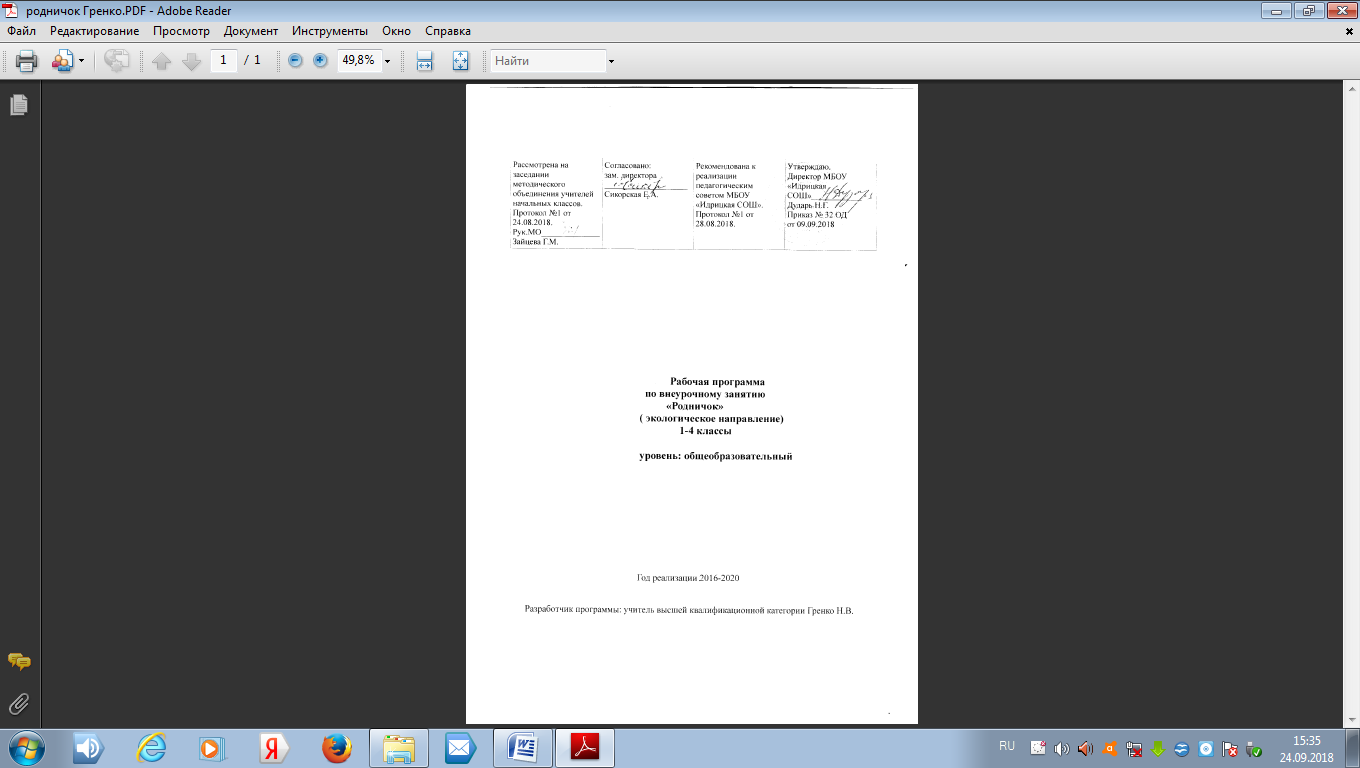 родничок Гренко.PDF - Adobe Reader
Файл Редактирование Просмотр Документ Инструменты Окно Справка
1 / 1 49,8% Найти
Рассмотрена на
заседании
методического
объединения учителей
начальных классов.
Протокол №1 от
24.08.2018.
Рук.МО
Зайцева Г.М.
Согласовано:
зам. директора
Сикорская Е.А.
Рекомендована к
реализации
педагогическим
советом МБОУ
«Идрицкая СОШ».
Протокол №1 от
28.08.2018.
Утверждаю.
Директор МБОУ
«Идрицкая
СОШ»
Дударь Н.Г.
Приказ № 32 ОД
от 09.09.2018
Рабочая программа
по внеурочному занятию
«Родничок»
( экологическое направление)
1-4 классы
уровень: общеобразовательный
Год реализации 2016-2020
Разработчик программы: учитель высшей квалификационной категории Гренко Н.В.
RU
15:35
24.09.2018